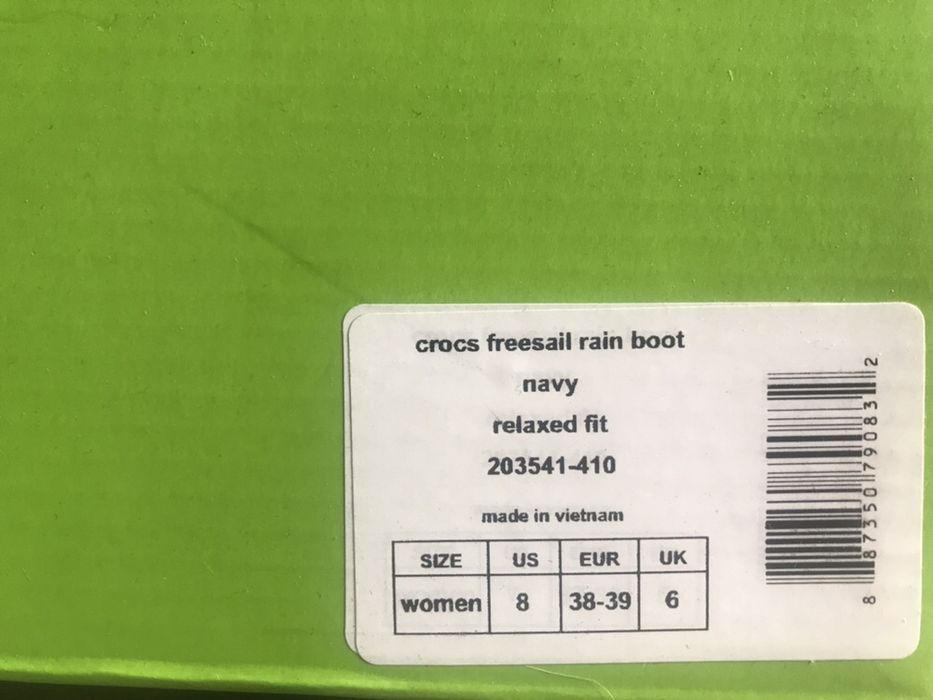 crocs freesail rain boot
navy
relaxed fit
203541-410
made in vietnam
SIZE US EUR UK
women 8 38-39 6
8 87350 79083 2